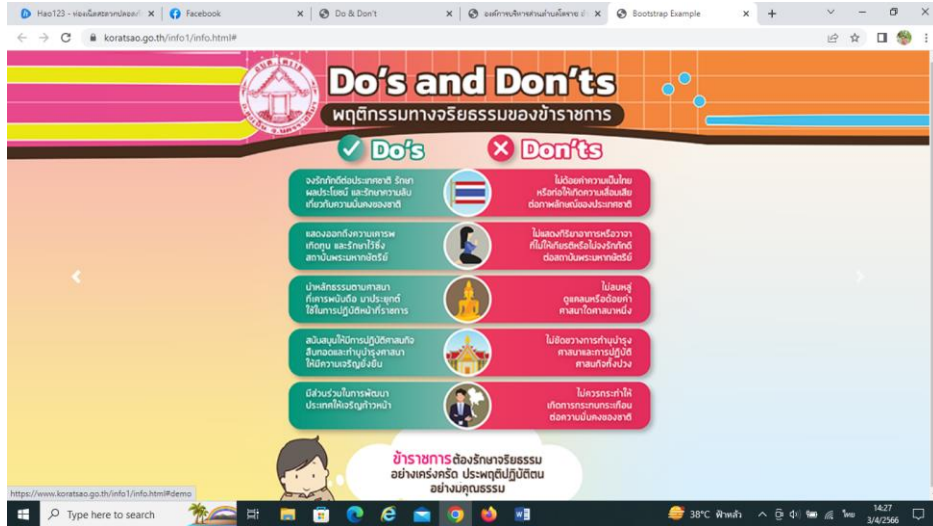 Hao123 - ท่องเน็ตสะดวกปลอดภั
Facebook
Do & Don't
องค์การบริหารส่วนตำบลโคราช อำ
Bootstrap Example
koratsao.go.th/info1/info.html#
Do's and Don'ts
พฤติกรรมทางจริยธรรมของข้าราชการ
Do's
Don'ts
จงรักภักดีต่อประเทศชาติ รักษา
ผลประโยชน์ และรักษาความลับ
เกี่ยวกับความมั่นคงของชาติ
ไม่ด้อยค่าความเป็นไทย
หรือก่อให้เกิดความเสื่อมเสีย
ต่อภาพลักษณ์ของประเทศชาติ
แสดงออกถึงความเคารพ
เทิดทูน และรักษาไว้ซึ่ง
สถาบันพระมหากษัตริย์
ไม่แสดงกิริยาอาการหรือวาจา
ที่ไม่ให้เกียรติหรือไม่จงรักภักดี
ต่อสถาบันพระมหากษัตริย์
นำหลักธรรมตามศาสนา
ที่เคารพนับถือ มาประยุกต์
ใช้ในการปฏิบัติหน้าที่ราชการ
ไม่ลบหลู่
ดูแคลนหรือด้อยค่า
ศาสนาใดศาสนาหนึ่ง
สนับสนุนให้มีการปฏิบัติศาสนกิจ
สืบทอดและทำนุบำรุงศาสนา
ให้มีความเจริญยั่งยืน
ไม่ขัดขวางการทำนุบำรุง
ศาสนาและการปฏิบัติ
ศาสนกิจทั้งปวง
มีส่วนร่วมในการพัฒนา
ประเทศให้เจริญก้าวหน้า
ไม่ควรกระทำให้
เกิดการกระทบกระเทือน
ต่อความมั่นคงของชาติ
ข้าราชการต้องรักษาจริยธรรม
อย่างเคร่งครัด ประพฤติปฏิบัติตน
อย่างมีคุณธรรม
https://www.koratsao.go.th/info1/info.html#demo
Type here to search
38°C ฟ้าหลัว
ไทย
14:27
3/4/2566